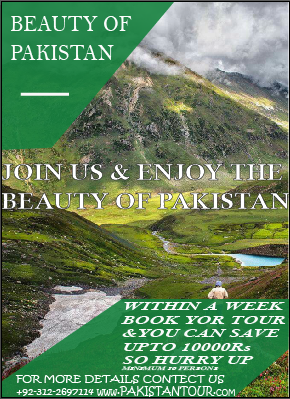 BEAUTY OF
PAKISTAN
JOIN US & ENJOY THE
BEAUTY OF PAKISTAN
WITHIN A WEEK
BOOK YOR TOUR
&YOU CAN SAVE
UPTO 10000Rs
SO HURRY UP
MINIMUM 10 PERSONS
FOR MORE DETAILS CONTECT US
+92-312-2697114 WWW.PAKISTANTOUR.COM